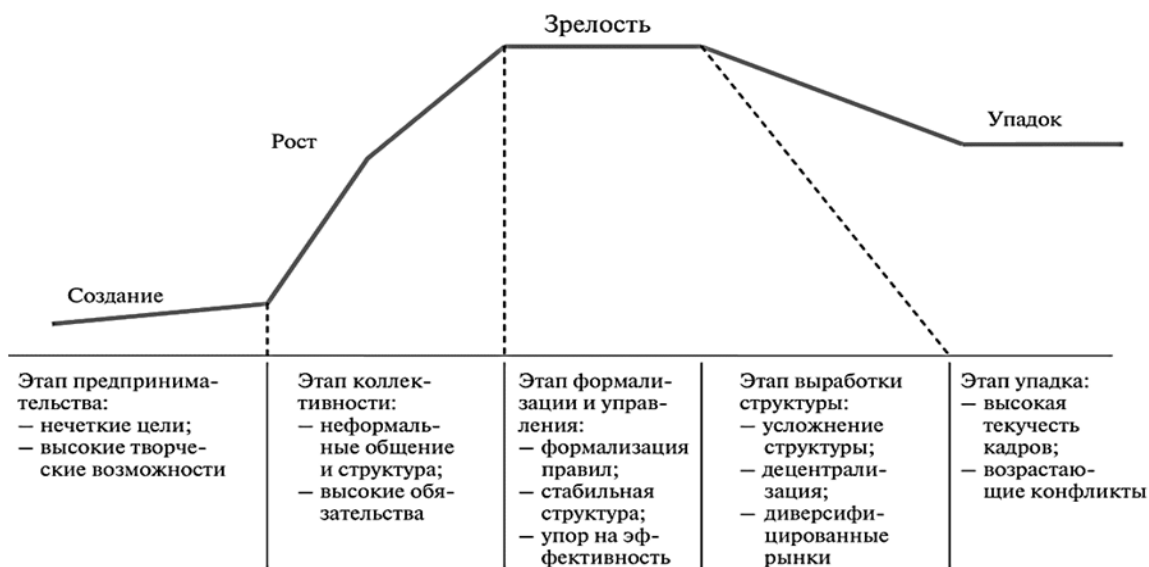 Зрелость
Упадок
Рост
Создание
Этап предпринима-
тельства:
– нечеткие цели;
– высокие творче-
ские возможности
Этап коллек-
тивности:
– неформаль-
ные общение
и структура;
– высокие обя-
зательства
Этап формали-
зации и управ-
ления:
– формализация
правил;
– стабильная
структура;
– упор на эф-
фективность
Этап выработки
структуры:
– усложнение
структуры;
– децентрали-
зация;
– диверсифи-
цированные
рынки
Этап упадка:
– высокая
текучесть
кадров;
– возрастаю-
щие конфликты